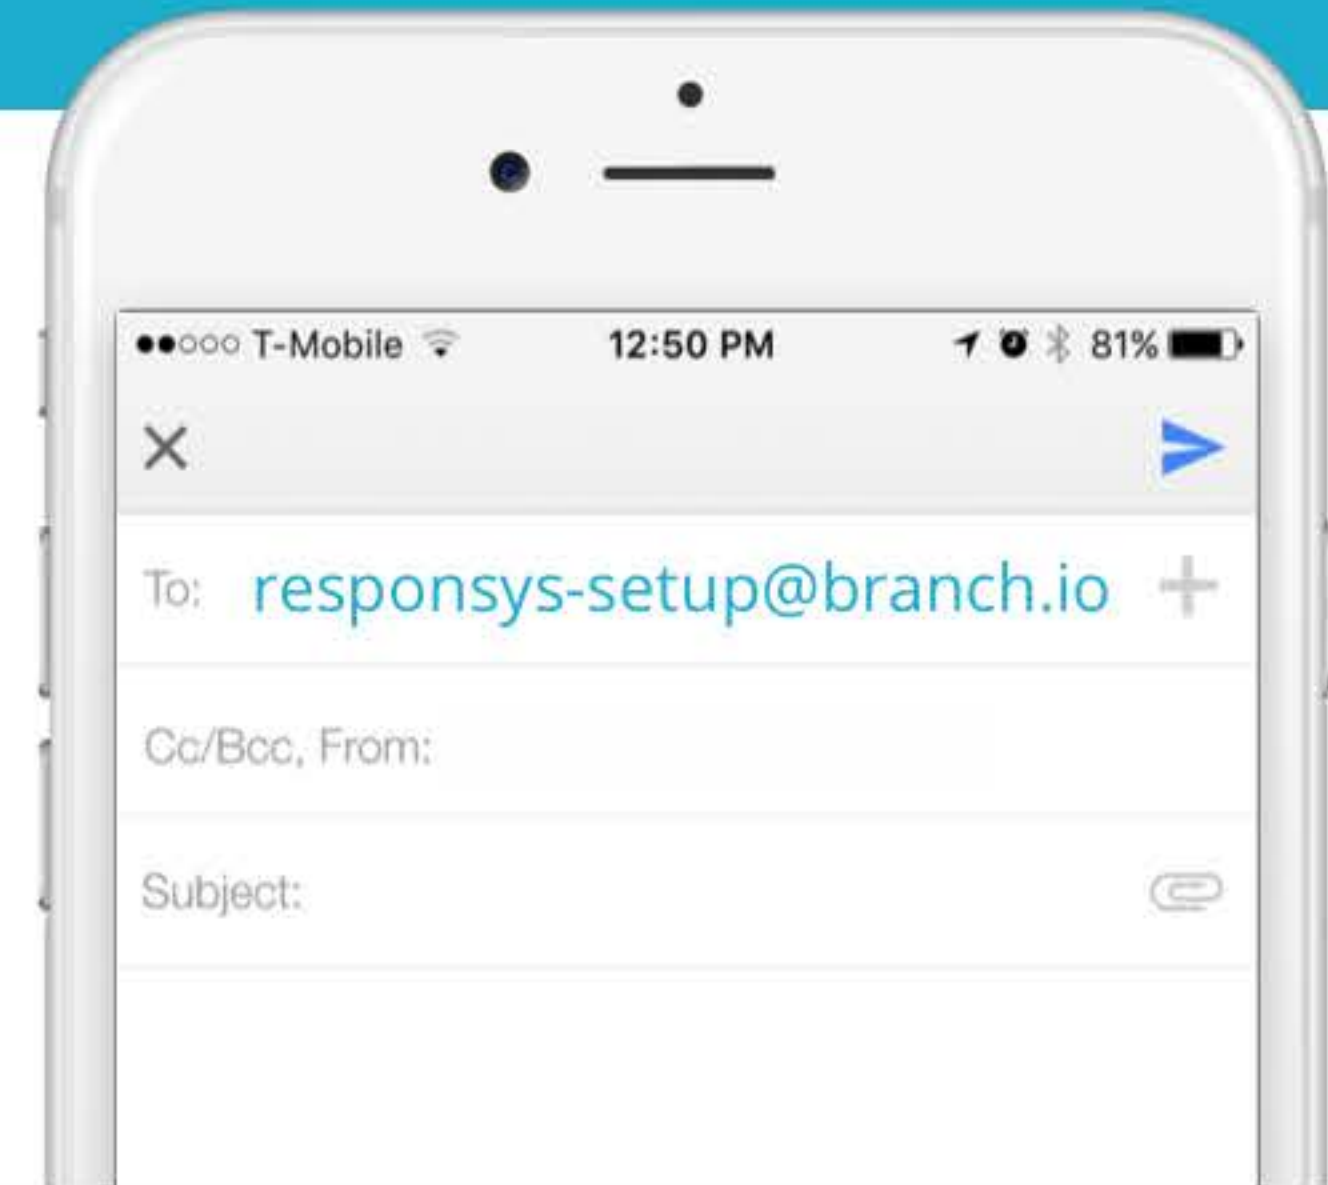 T-Mobile 12:50 PM 81%
To: responsys-setup@branch.io
Cc/Bcc, From:
Subject: